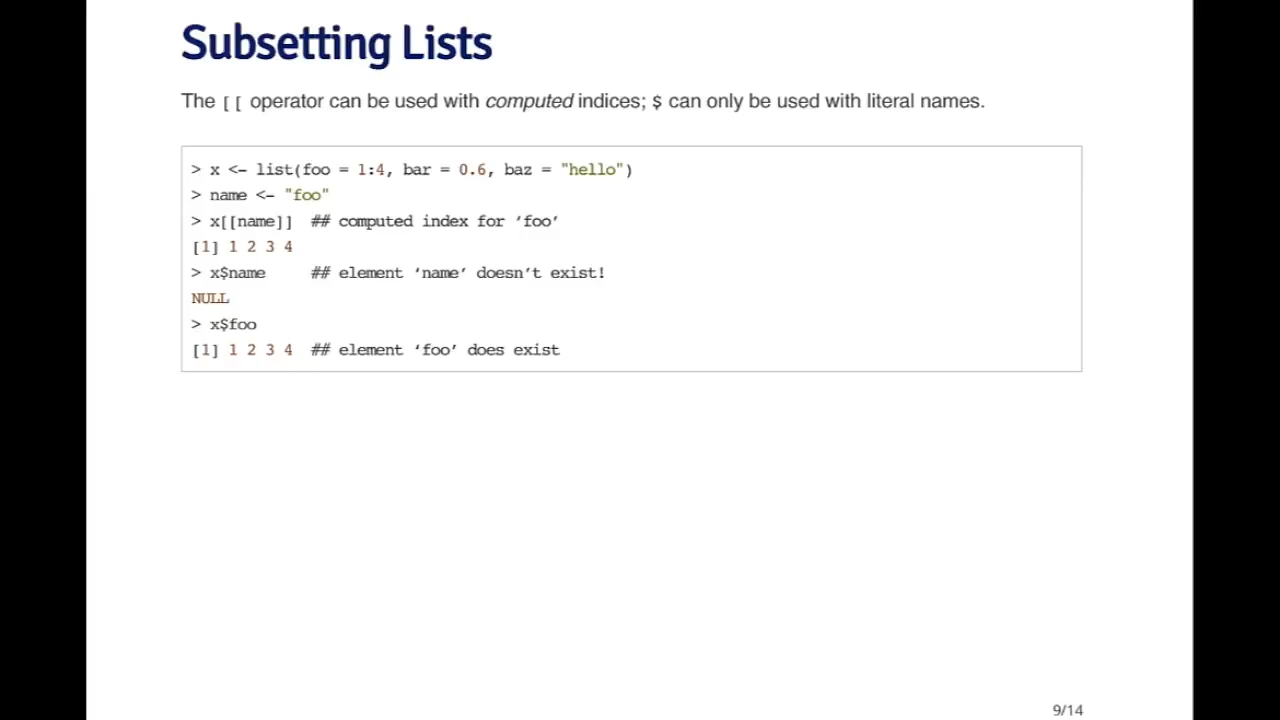 Subsetting Lists
The [[ operator can be used with computed indices; $ can only be used with literal names.
> x <- list(foo = 1:4, bar = 0.6, baz = "hello")
> name <- "foo"
> x[[name]]  ## computed index for ‘foo’
[1] 1 2 3 4
> x$name     ## element ‘name’ doesn’t exist!
NULL
> x$foo
[1] 1 2 3 4  ## element ‘foo’ does exist
9/14